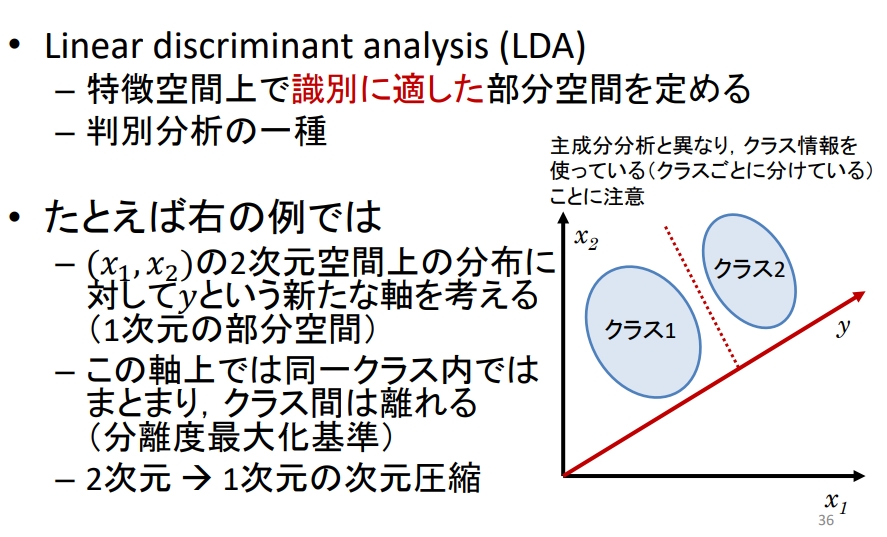 • Linear discriminant analysis (LDA)
– 特徴空間上で識別に適した部分空間を定める
– 判別分析の一種
• たとえば右の例では
– (x₁, x₂)の2次元空間上の分布に
対してyという新たな軸を考える
（1次元の部分空間）
– この軸上では同一クラス内では
まとまり，クラス間は離れる
（分離度最大化基準）
– 2次元 → 1次元の次元圧縮
主成分分析と異なり，クラス情報を
使っている（クラスごとに分けている）
ことに注意
x₂
クラス2
クラス1
y
x₁
36